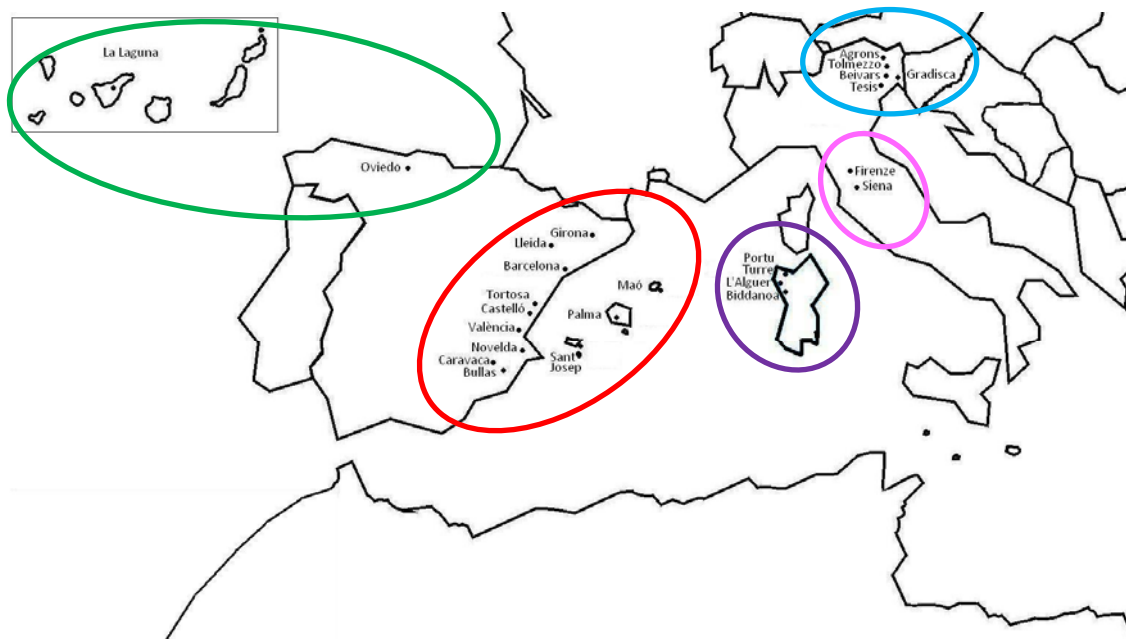 La Laguna
Oviedo
Girona
Lleida
Barcelona
Tortosa
Castelló
València
Novelda
Caravaca
Bullas
Maó
Palma
Sant
Josep
Agrons
Tolmezzo
Beivars
Tesis
Gradisca
Firenze
Siena
Portu
Turre
L'Alguer
Biddanoa